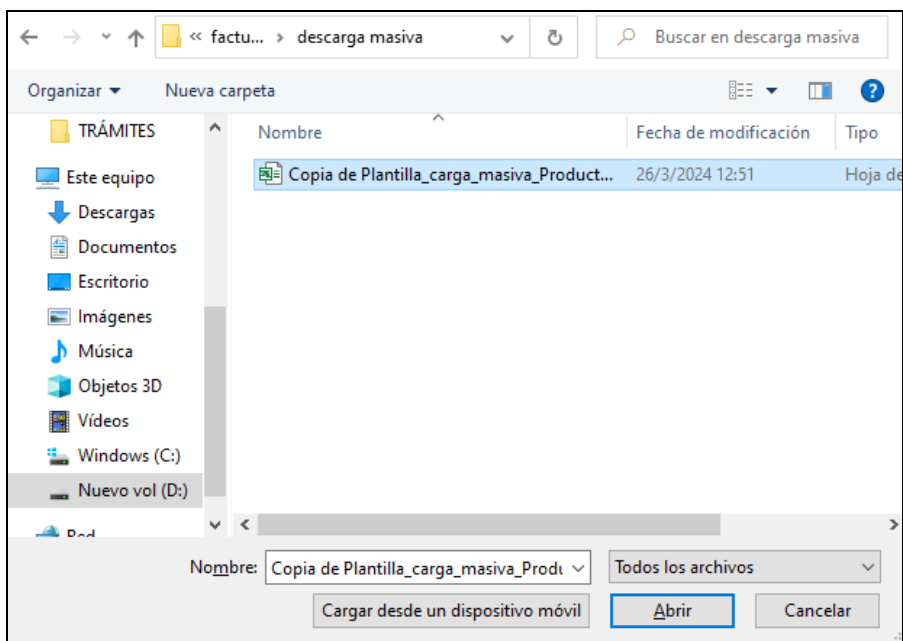 « factu... › descarga masiva
Buscar en descarga masiva
Organizar
Nueva carpeta
TRÁMITES
Este equipo
Descargas
Documentos
Escritorio
Imágenes
Música
Objetos 3D
Vídeos
Windows (C:)
Nuevo vol (D:)
Red
Nombre
Fecha de modificación
Tipo
Copia de Plantilla_carga_masiva_Product...
26/3/2024 12:51
Hoja de
Nombre:
Copia de Plantilla_carga_masiva_Produ
Todos los archivos
Cargar desde un dispositivo móvil
Abrir
Cancelar